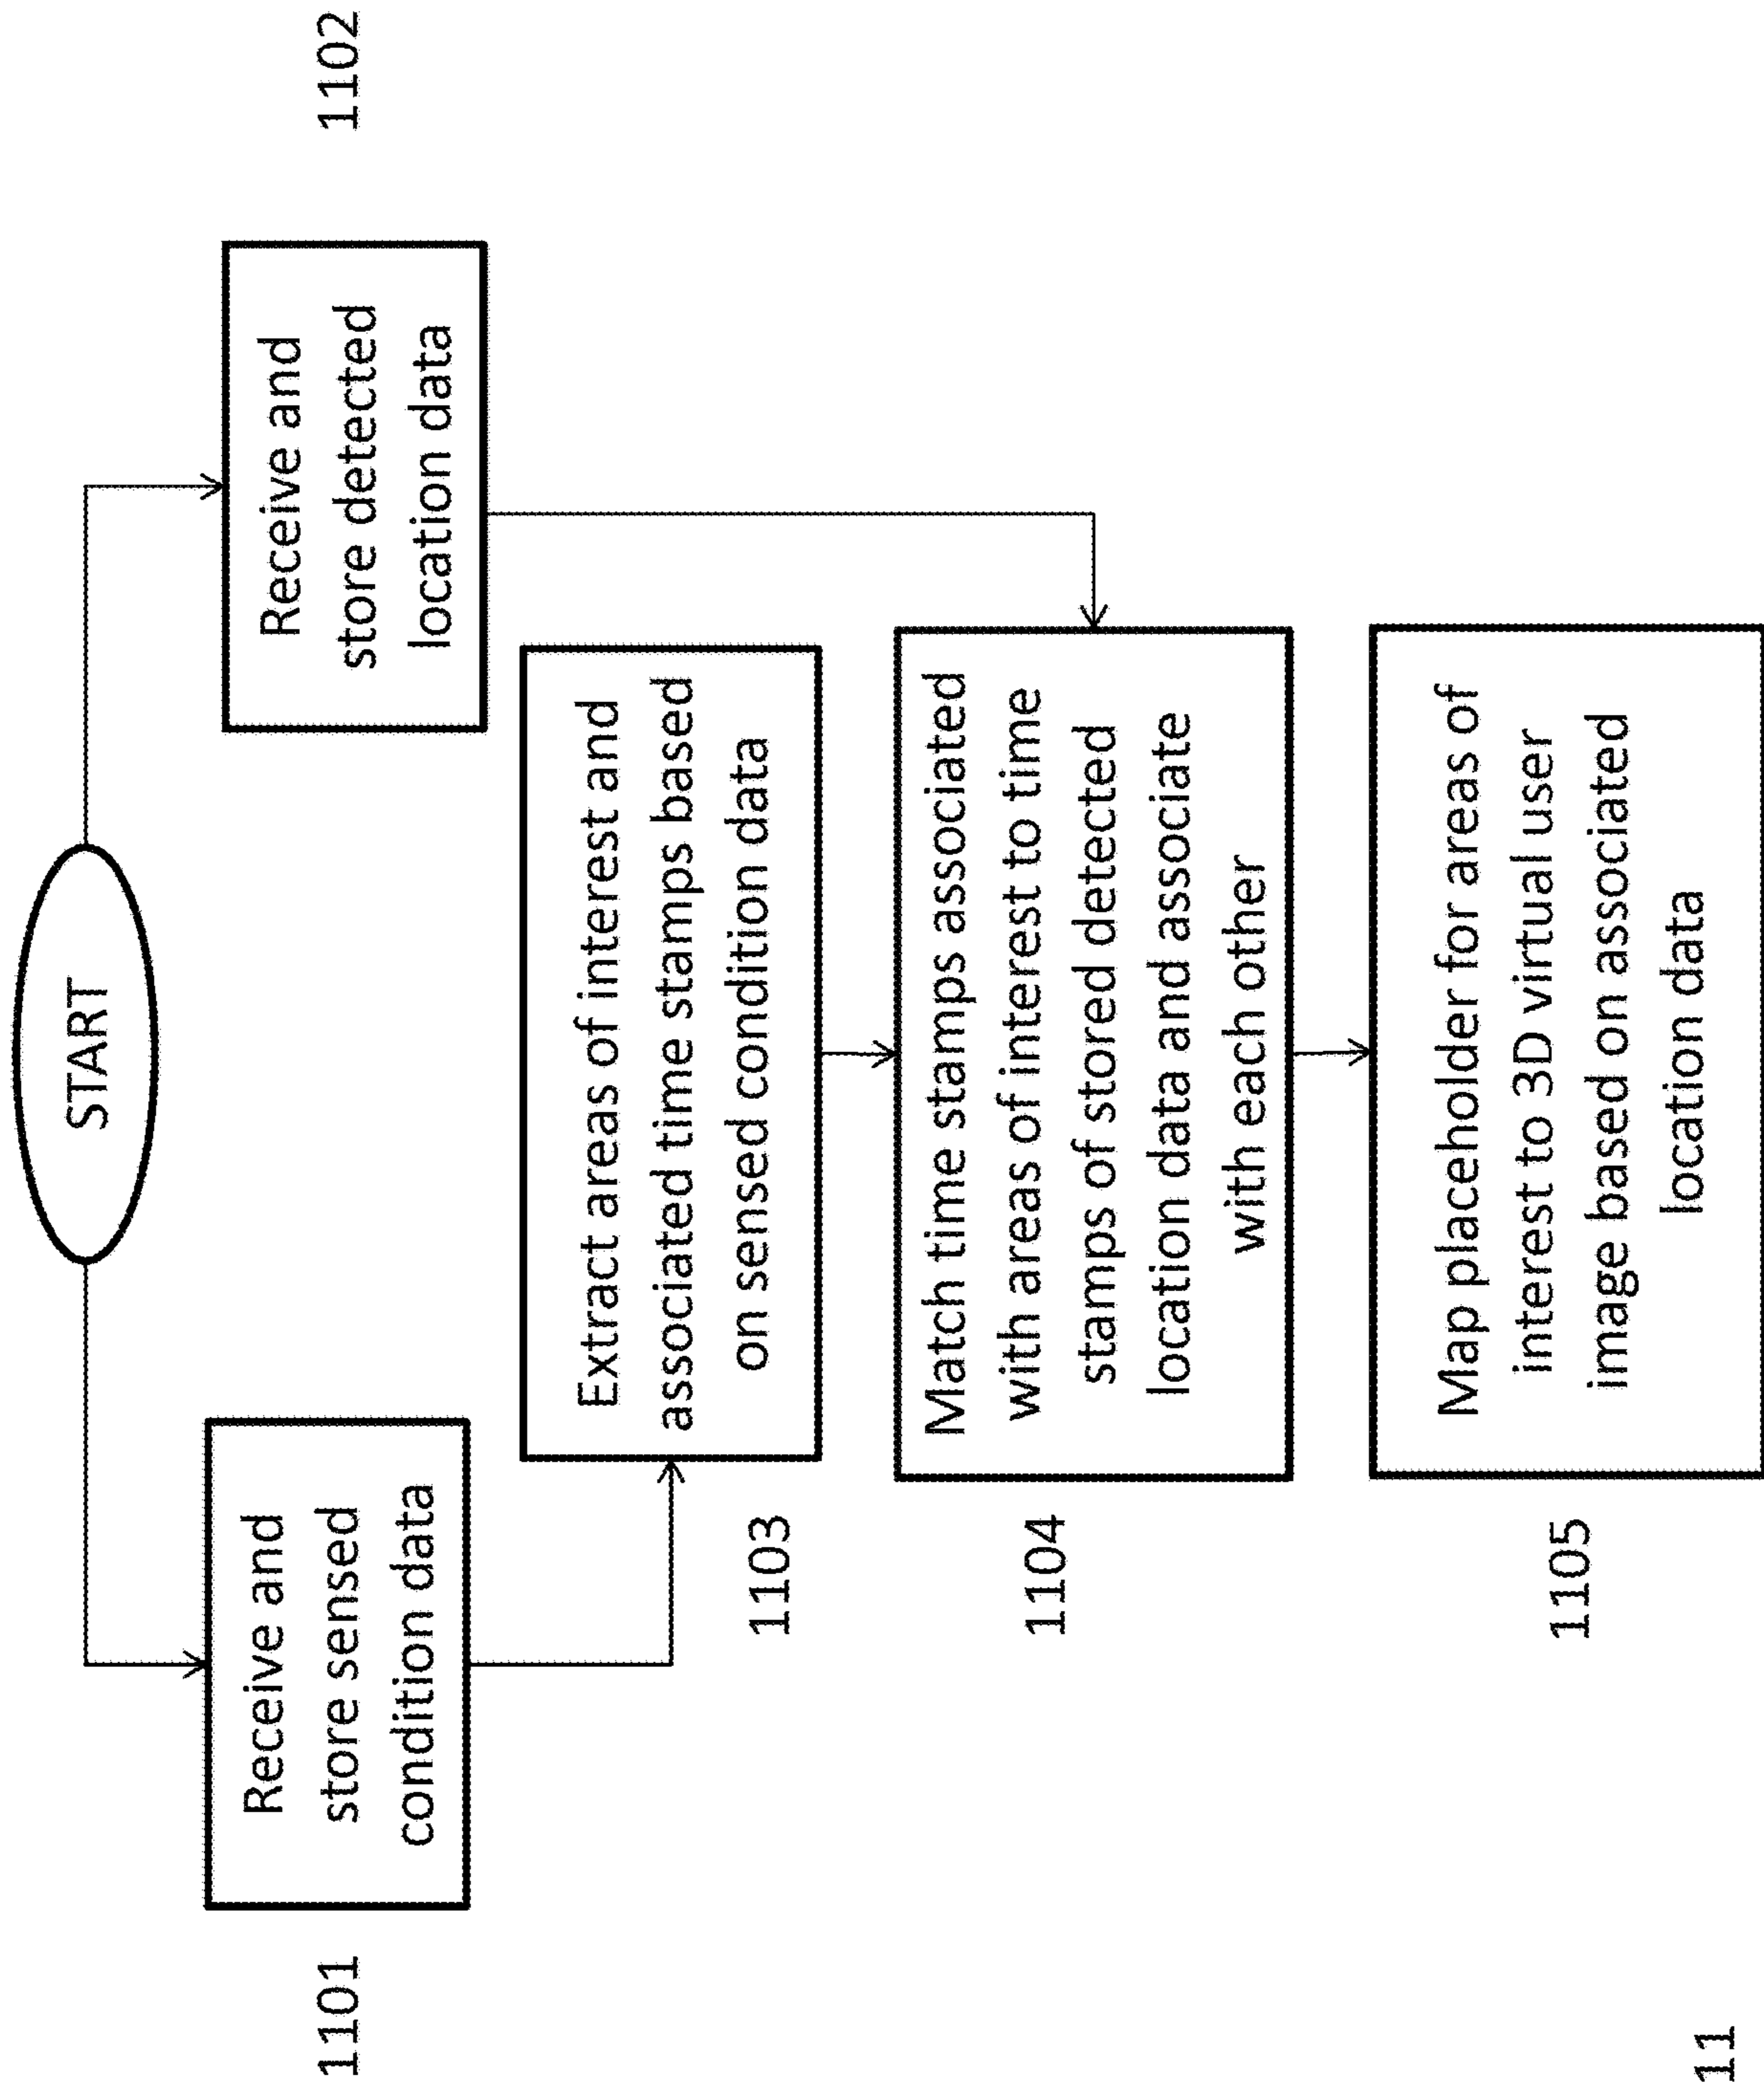 START
1101
Receive and
store sensed
condition data
Receive and
store detected
location data
1102
Extract areas of interest and
associated time stamps based
on sensed condition data
1103
Match time stamps associated
with areas of interest to time
stamps of stored detected
location data and associate
with each other
1104
Map placeholder for areas of
interest to 3D virtual user
image based on associated
location data
1105
11